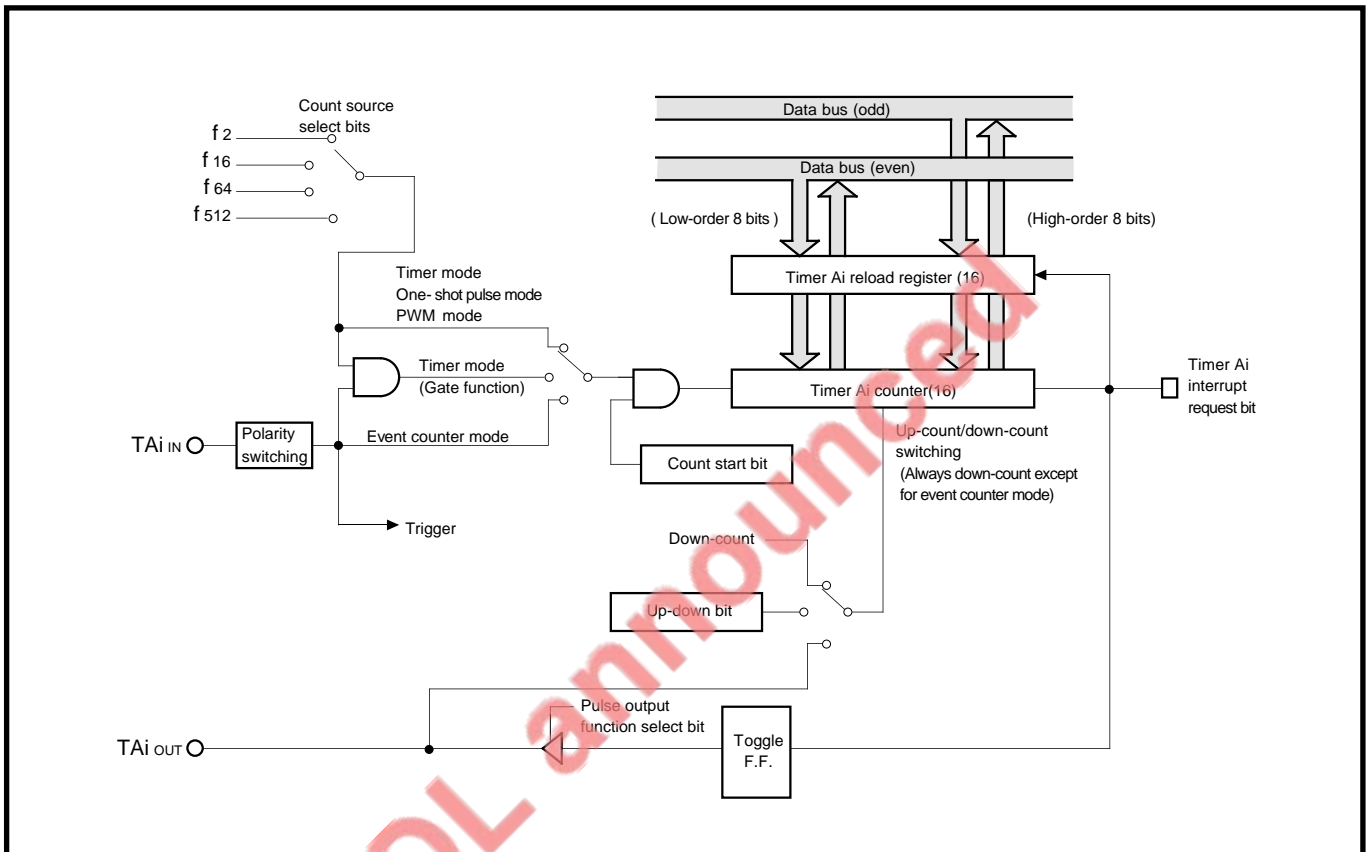 Count source
select bits
f 2
f 16
f 64
f 512
Data bus (odd)
Data bus (even)
( Low-order 8 bits )
(High-order 8 bits)
Timer mode
One- shot pulse mode
PWM mode
Timer Ai reload register (16)
Timer mode
(Gate function)
Timer Ai counter(16)
Timer Ai
interrupt
request bit
TAi IN
Polarity
switching
Event counter mode
Count start bit
Up-count/down-count
switching
(Always down-count except
for event counter mode)
Trigger
Down-count
Up-down bit
Pulse output
function select bit
TAi OUT
Toggle
F.F.
OL announced